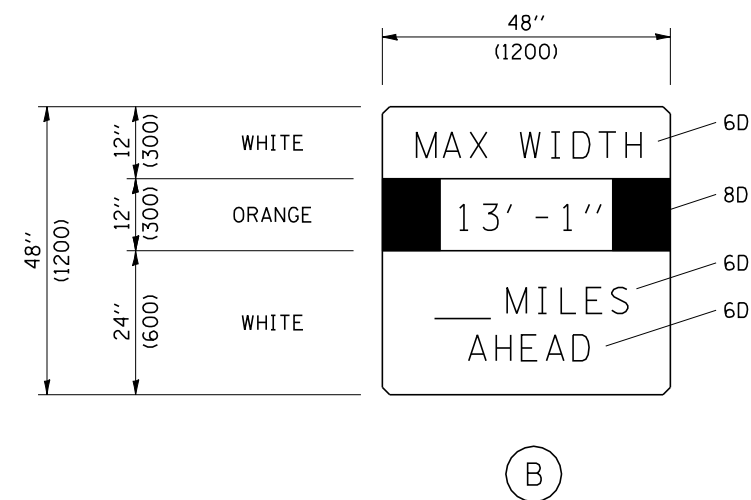 48''
(1200)
12''
(300)
WHITE
MAX WIDTH
6D
12''
(300)
ORANGE
13' -1''
8D
48''
(1200)
24''
(600)
WHITE
___ MILES
6D
AHEAD
6D
B